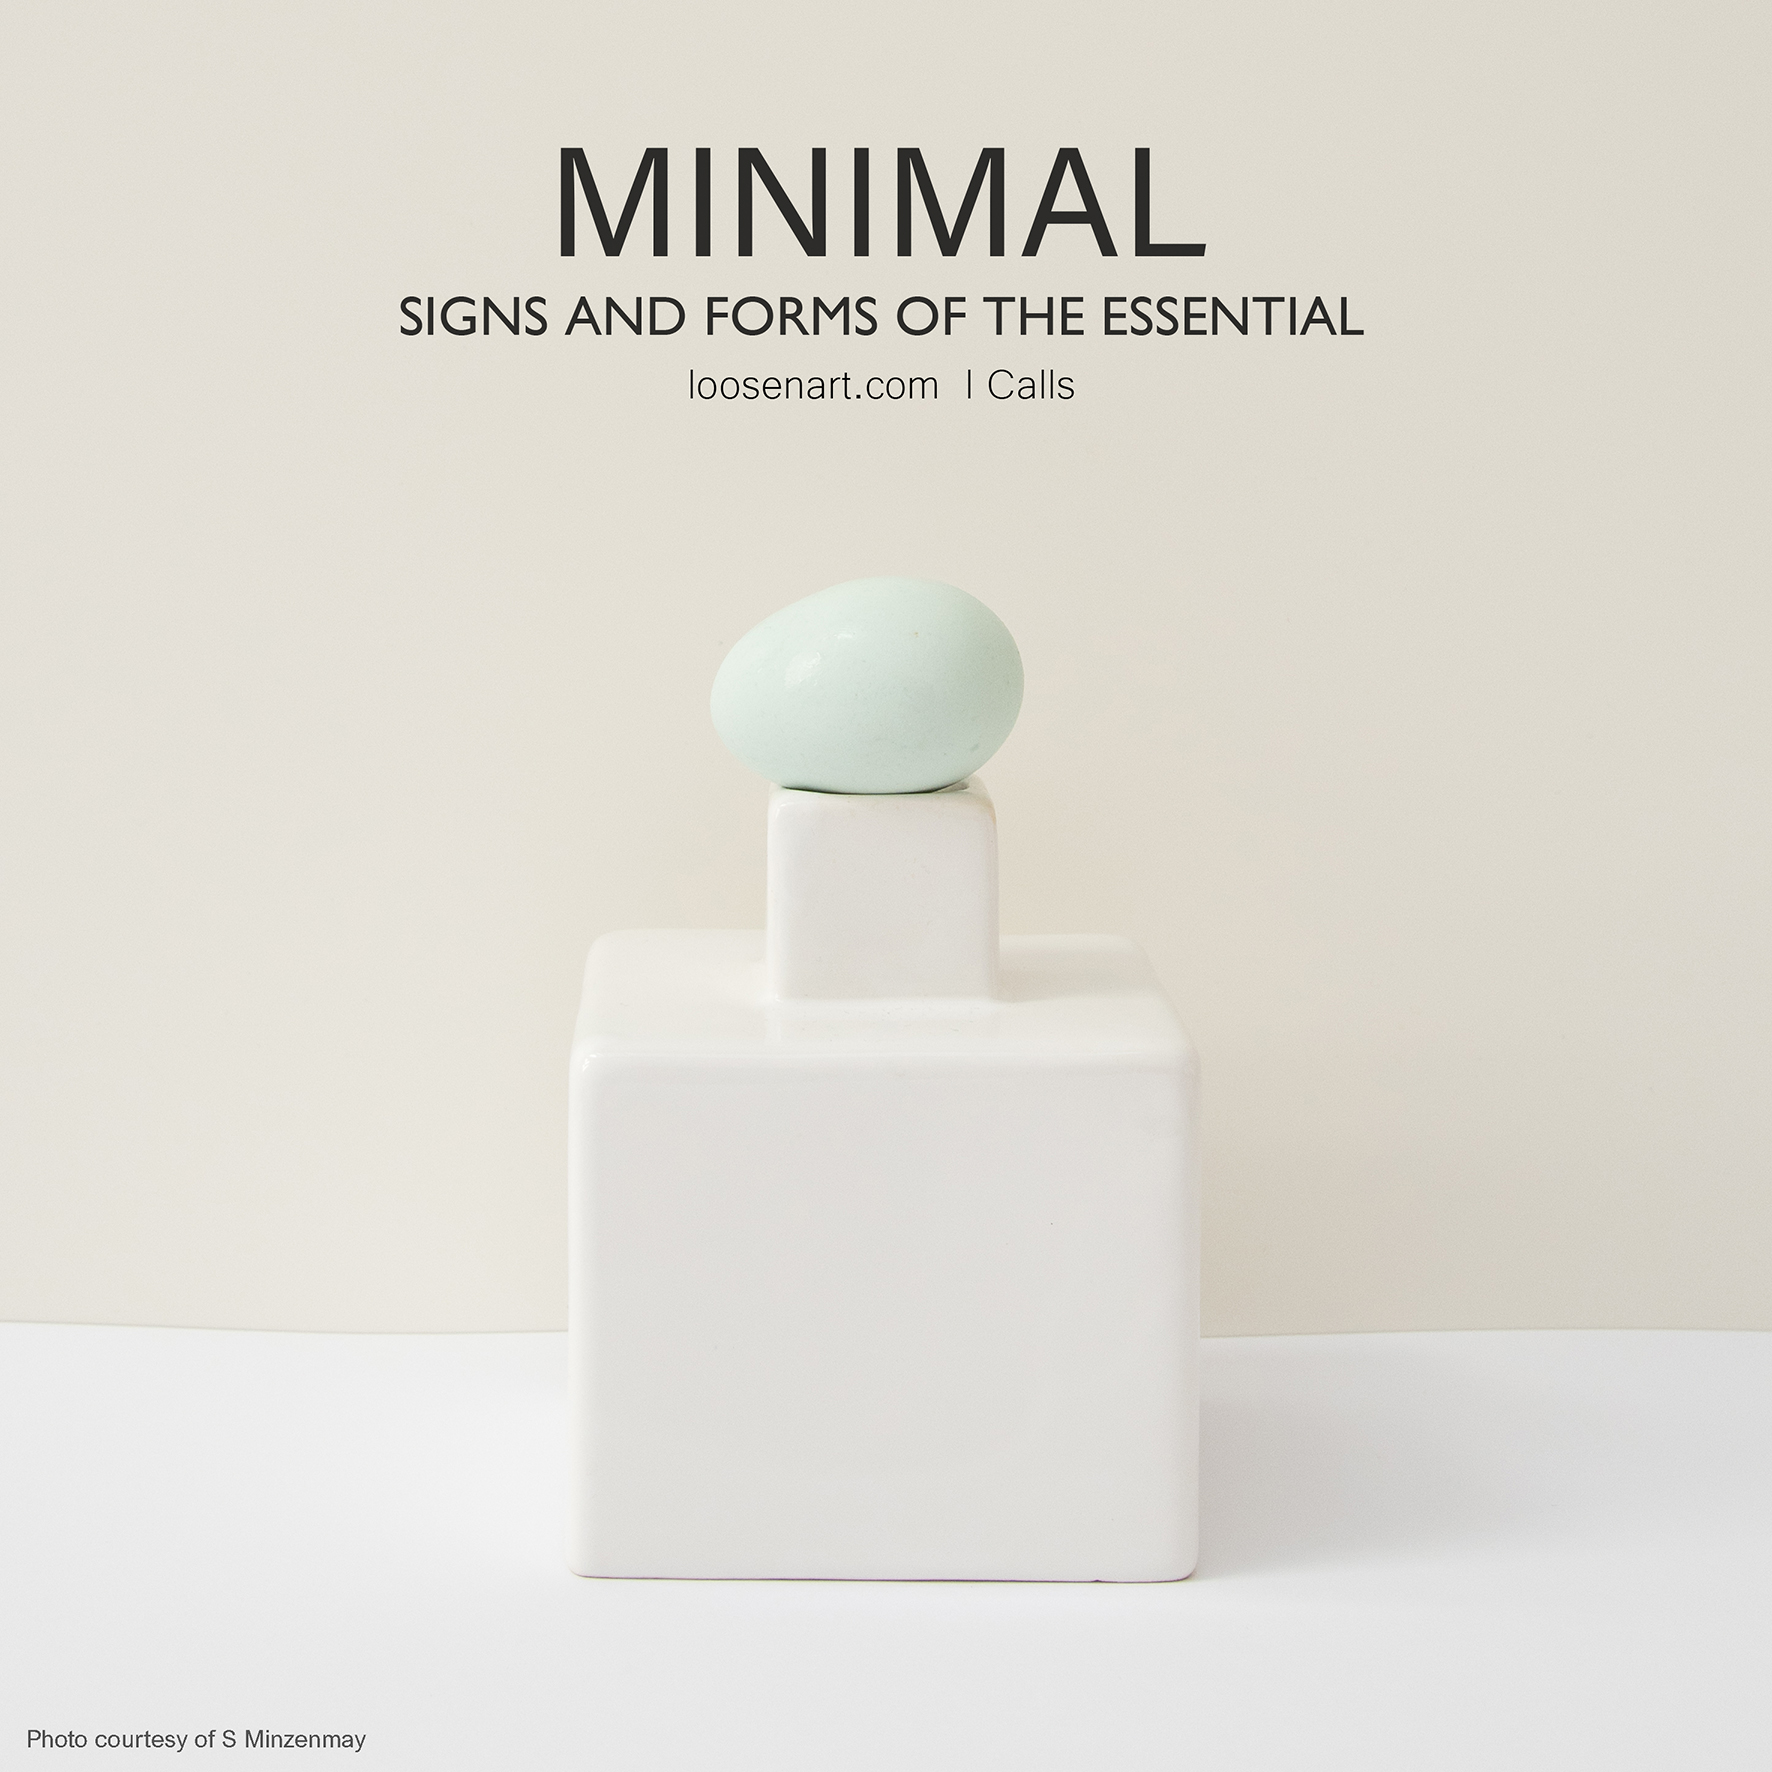 MINIMAL
SIGNS AND FORMS OF THE ESSENTIAL
loosenart.com | Calls
Photo courtesy of S Minzenmay